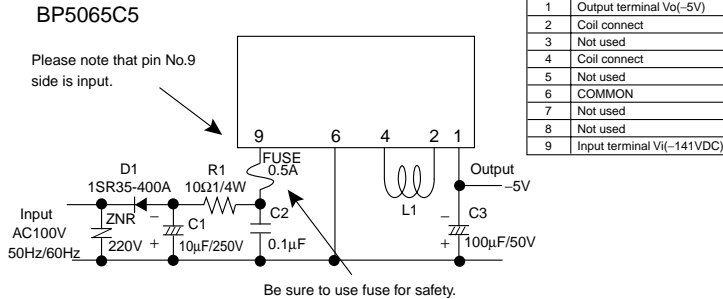 BP5065C5
Please note that pin No.9
side is input.
1 Output terminal Vo(−5V)
2 Coil connect
3 Not used
4 Coil connect
5 Not used
6 COMMON
7 Not used
8 Not used
9 Input terminal Vi(−141VDC)
9 6 4 2 1
FUSE
0.5A
D1
1SR35-400A
R1
10Ω1/4W
Output
−5V
L1
Input
AC100V
50Hz/60Hz
ZNR
220V
−
C1
+
10μF/250V
C2
0.1μF
−
C3
+
100μF/50V
Be sure to use fuse for safety.